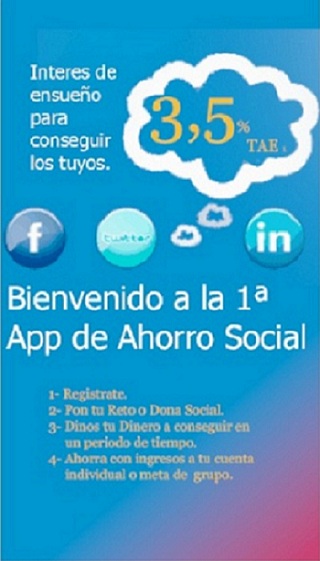 Interes de
ensueño
para
conseguir
los tuyos.
3,5%
TAE
f
twitter
in
Bienvenido a la 1ª
App de Ahorro Social
1- Registrate.
2- Pon tu Reto o Dona Social.
3- Dinos tu Dinero a conseguir en
un periodo de tiempo.
4- Ahorra con ingresos a tu cuenta
individual o meta de grupo.